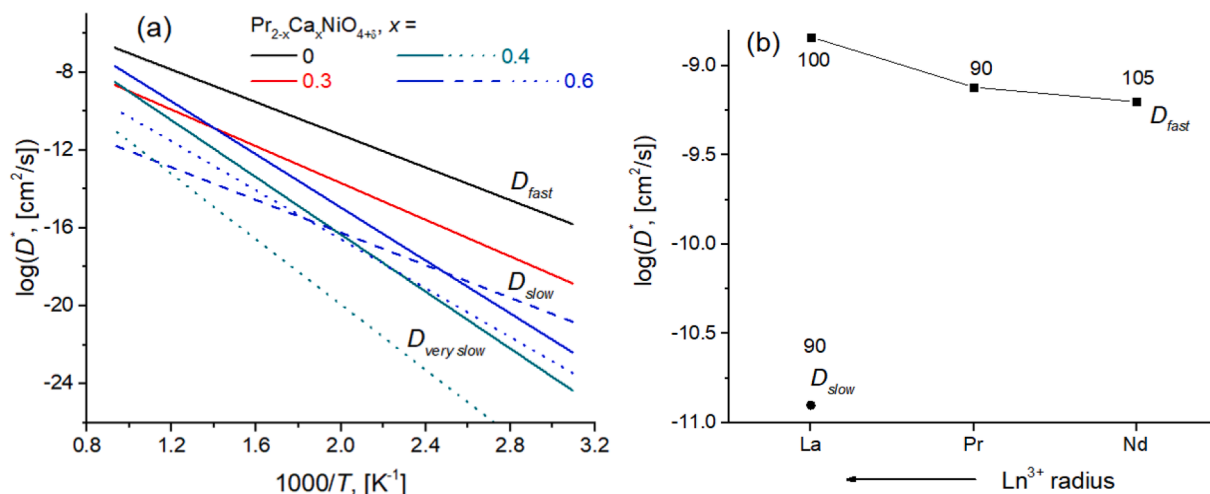 (a)
Pr2-xCaxNiO4+δ, x =
0
0.4
0.3
0.6
-8
-12
-16
-20
-24
log(D*, [cm²/s])
Dfast
Dslow
Dvery slow
0.8 1.2 1.6 2.0 2.4 2.8 3.2
1000/T, [K⁻¹]
(b)
100
90
105
Dfast
90
Dslow
-9.0
-9.5
-10.0
-10.5
-11.0
log(D*, [cm²/s])
La Pr Nd
Ln³⁺ radius